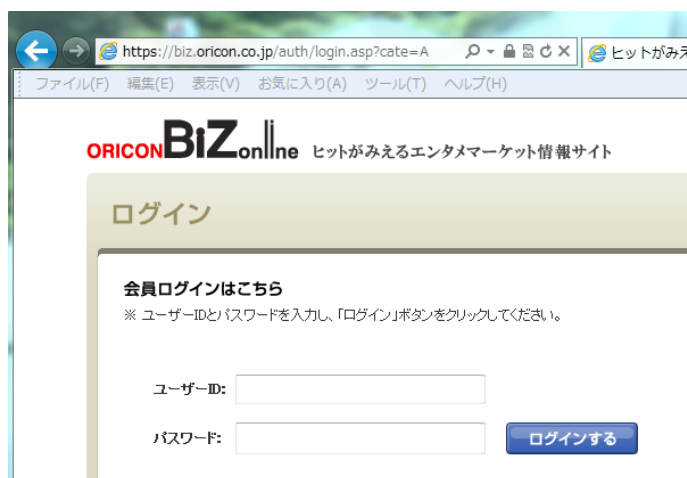 https://biz.oricon.co.jp/auth/login.asp?cate=A
ヒットがみえ
ファイル(F) 編集(E) 表示(V) お気に入り(A) ツール(T) ヘルプ(H)
ORICON BiZ online ヒットがみえるエンタメマーケット情報サイト
ログイン
会員ログインはこちら
※ ユーザーIDとパスワードを入力し、「ログイン」ボタンをクリックしてください。
ユーザーID:
パスワード: ログインする